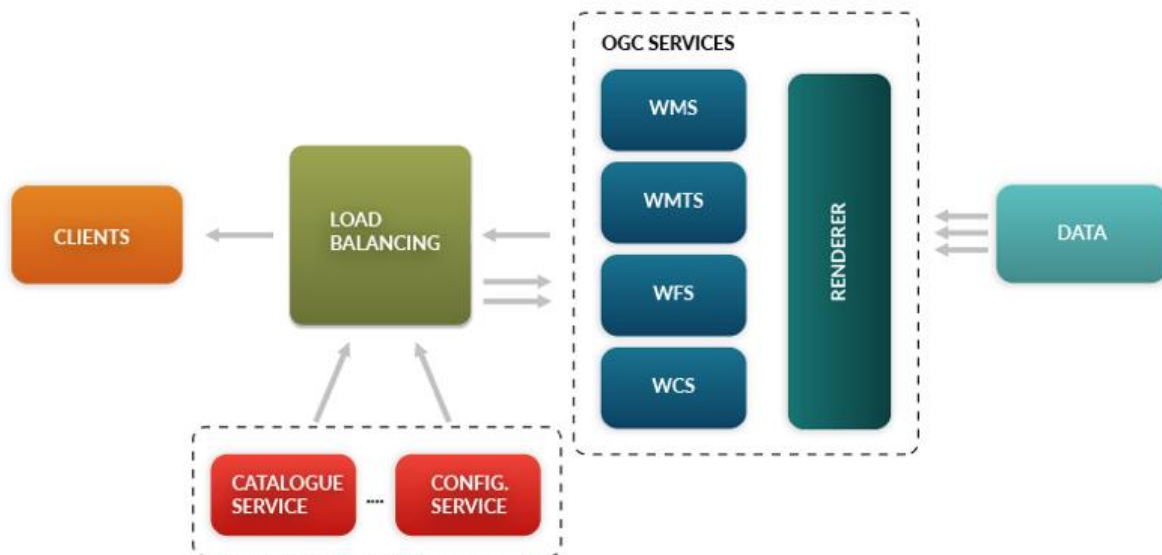 OGC SERVICES
WMS
WMTS
WFS
WCS
RENDERER
DATA
CLIENTS
LOAD
BALANCING
CATALOGUE
SERVICE
....
CONFIG.
SERVICE